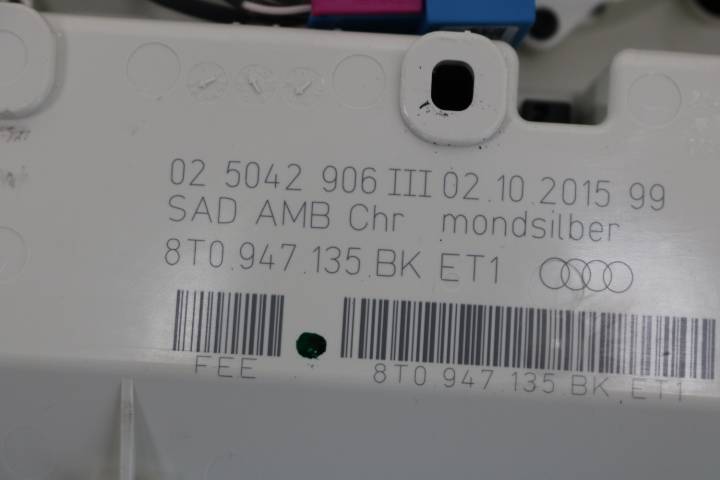 02 5042 906 III 02.10.2015 99
SAD AMB Chr mondsilber
8T0.947.135.BK ET1
FEE
8T0 947 135 BK ET1